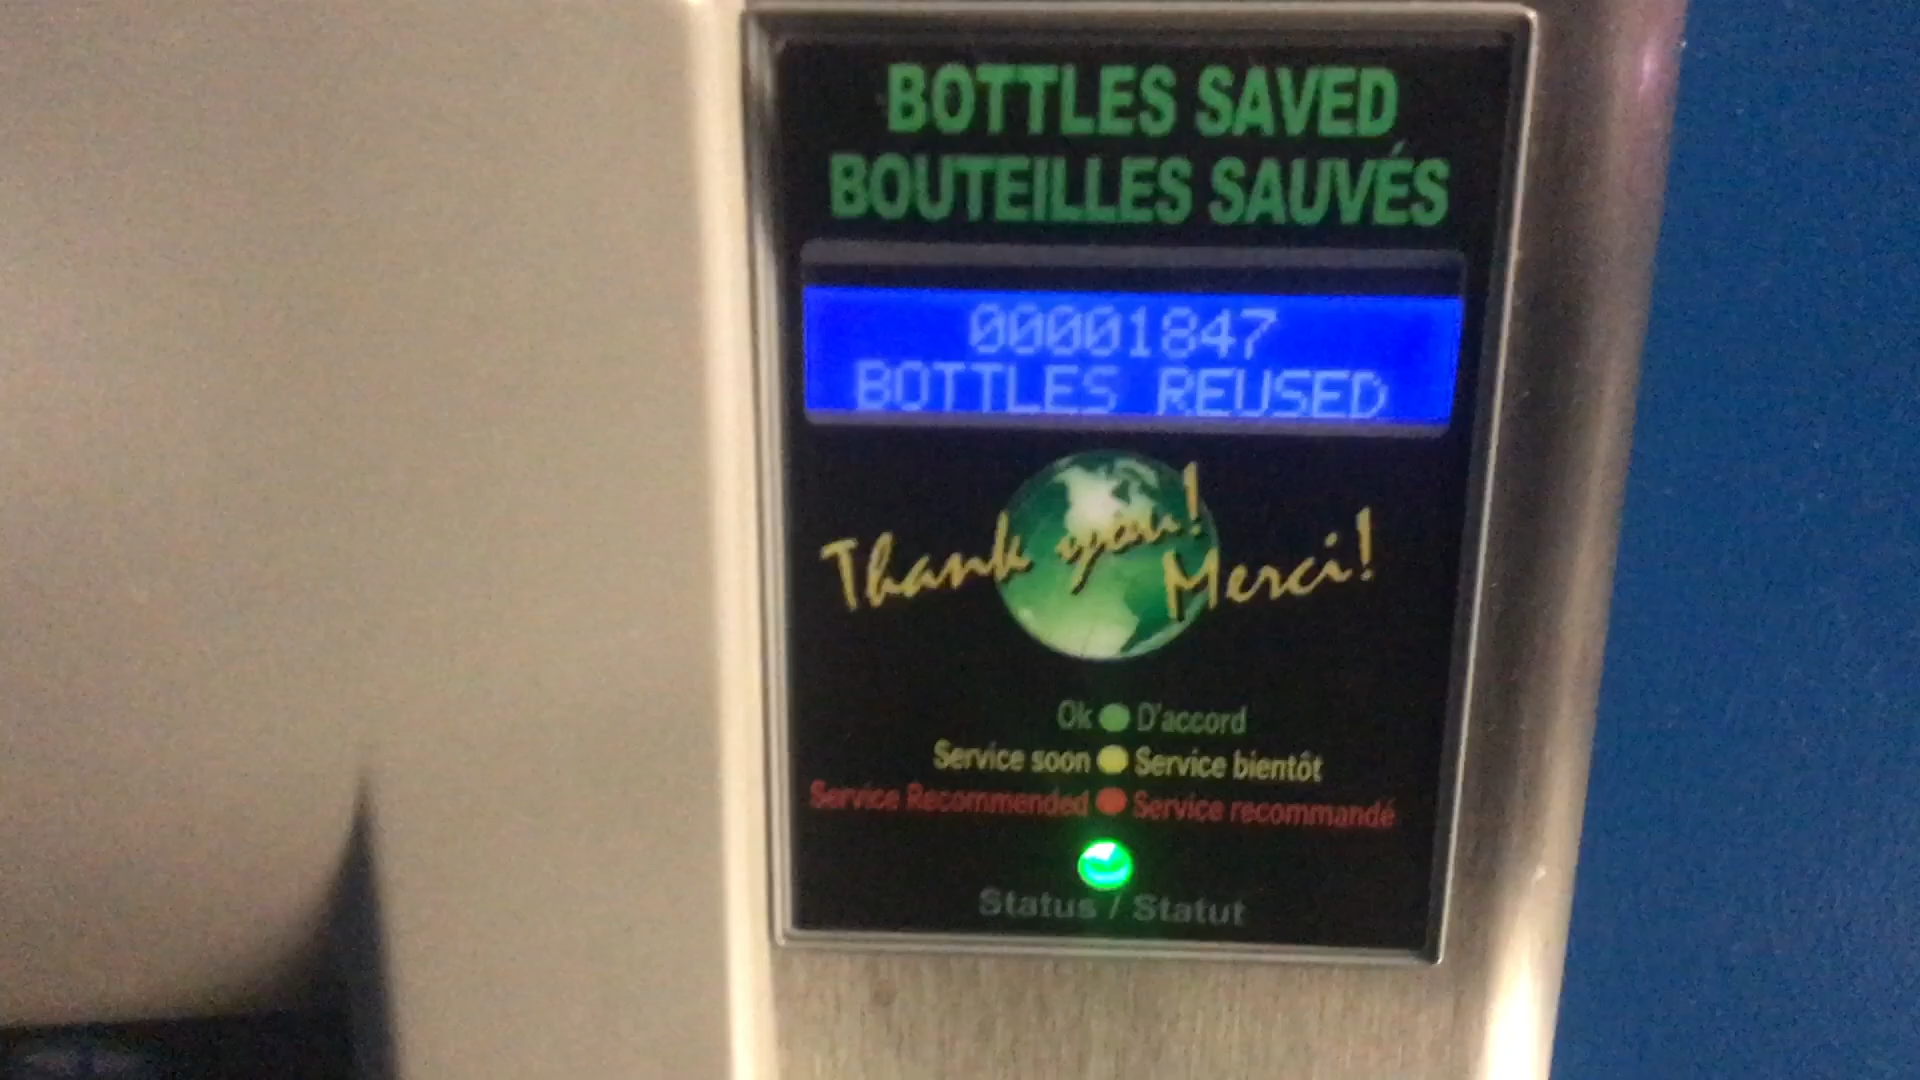 BOTTLES SAVED
BOUTEILLES SAUVÉS
00001847
BOTTLES REUSED
Thank you!
Merci!
Ok D'accord
Service soon Service bientôt
Service Recommended Service recommandé
Status / Statut